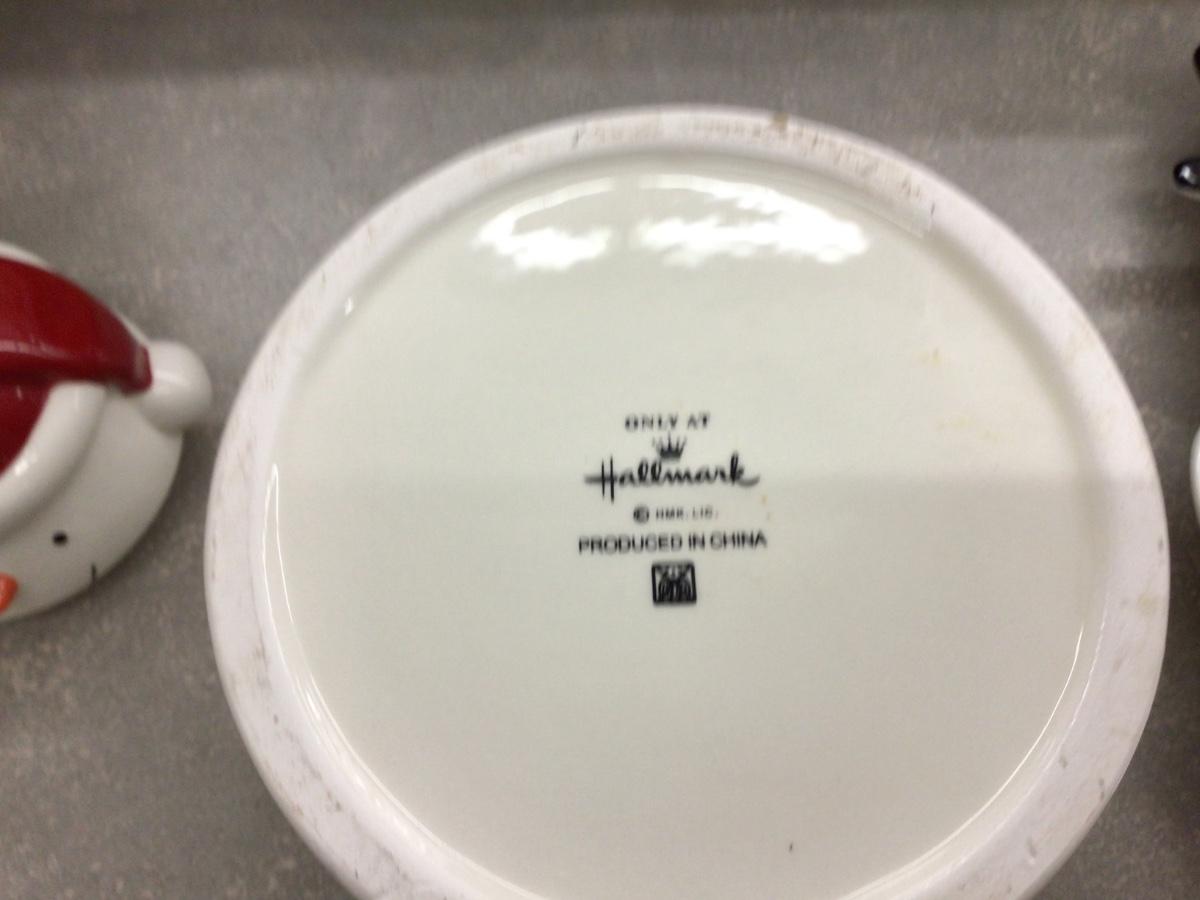 ONLY AT
Hallmark
© HMK. LIC.
PRODUCED IN CHINA